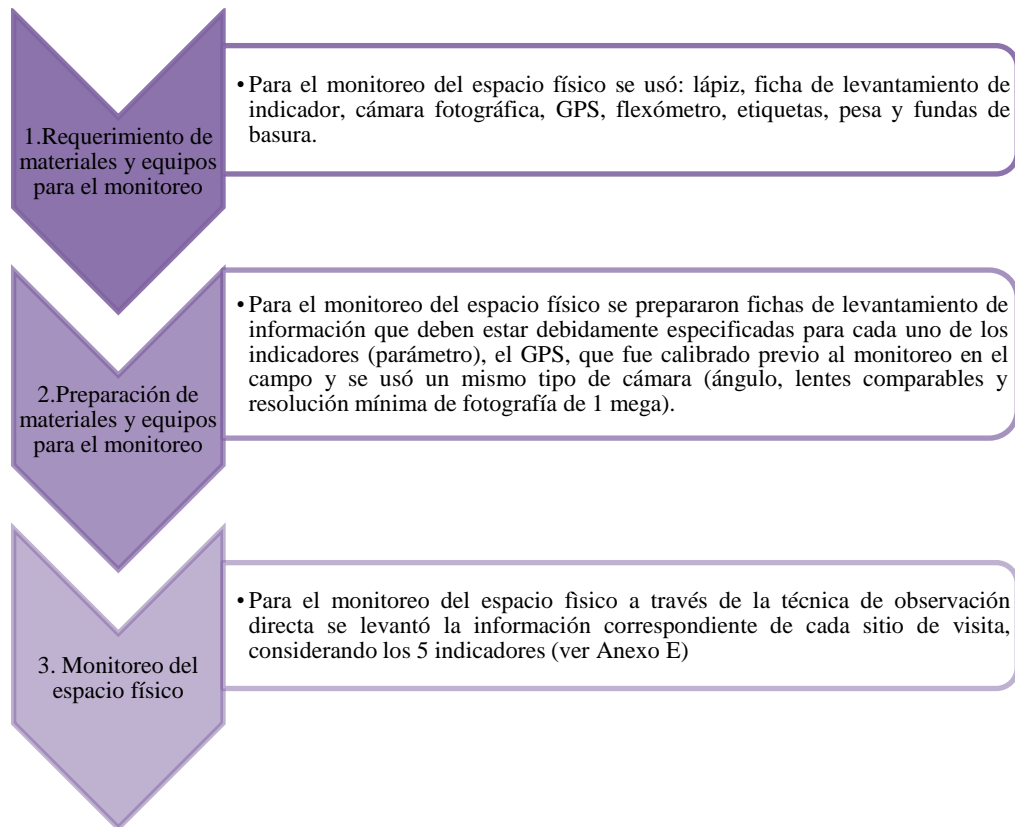 1.Requerimiento de
materiales y equipos
para el monitoreo
• Para el monitoreo del espacio físico se usó: lápiz, ficha de levantamiento de
indicador, cámara fotográfica, GPS, flexómetro, etiquetas, pesa y fundas de
basura.
2.Preparación de
materiales y equipos
para el monitoreo
• Para el monitoreo del espacio físico se prepararon fichas de levantamiento de
información que deben estar debidamente especificadas para cada uno de los
indicadores (parámetro), el GPS, que fue calibrado previo al monitoreo en el
campo y se usó un mismo tipo de cámara (ángulo, lentes comparables y
resolución mínima de fotografía de 1 mega).
3. Monitoreo del
espacio físico
• Para el monitoreo del espacio fìsico a través de la técnica de observación
directa se levantó la información correspondiente de cada sitio de visita,
considerando los 5 indicadores (ver Anexo E)